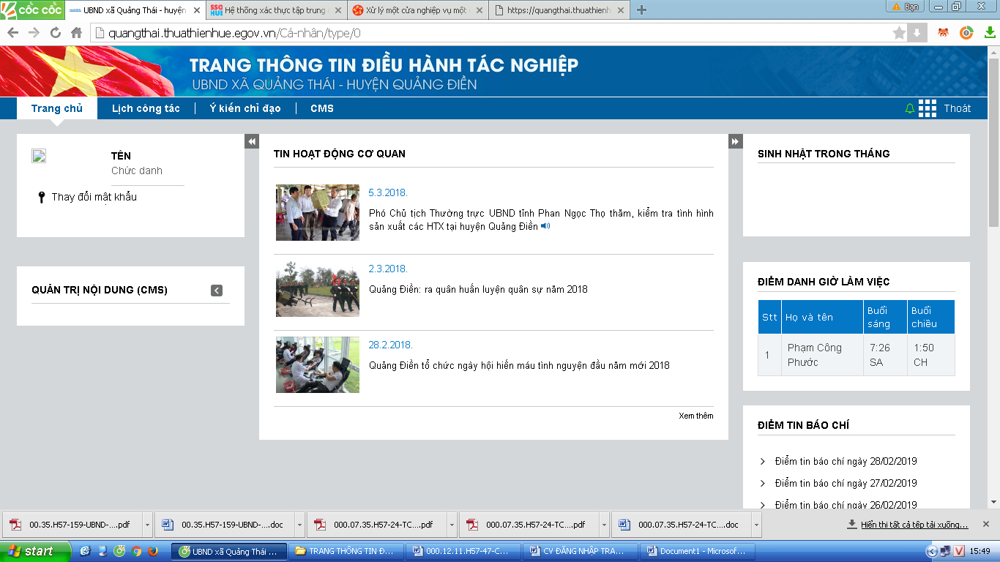 cốc cốc
UBND xã Quảng Thái - huyện
Hệ thống xác thực tập trung
Xử lý một cửa nghiệp vụ một
https://quangthai.thuathienh
Bạn
quangthai.thuathienhue.egov.vn/Cá-nhân/type/0
TRANG THÔNG TIN ĐIỀU HÀNH TÁC NGHIỆP
UBND XÃ QUẢNG THÁI - HUYỆN QUẢNG ĐIỀN
Trang chủ
Lịch công tác
Ý kiến chỉ đạo
CMS
Thoát
TÊN
Chức danh
Thay đổi mật khẩu
QUẢN TRỊ NỘI DUNG (CMS)
TIN HOẠT ĐỘNG CƠ QUAN
5.3.2018.
Phó Chủ tịch Thường trực UBND tỉnh Phan Ngọc Thọ thăm, kiểm tra tình hình
sản xuất các HTX tại huyện Quảng Điền
2.3.2018.
Quảng Điền: ra quân huấn luyện quân sự năm 2018
28.2.2018.
Quảng Điền tổ chức ngày hội hiến máu tình nguyện đầu năm mới 2018
Xem thêm
SINH NHẬT TRONG THÁNG
ĐIỂM DANH GIỜ LÀM VIỆC
Stt Họ và tên Buổi sáng Buổi chiều
1 Phạm Công Phước 7:26 SA 1:50 CH
ĐIỂM TIN BÁO CHÍ
Điểm tin báo chí ngày 28/02/2019
Điểm tin báo chí ngày 27/02/2019
Điểm tin báo chí ngày 26/02/2019
00.35.H57-159-UBND-....pdf
00.35.H57-159-UBND-....doc
000.07.35.H57-24-TC....pdf
000.07.35.H57-24-TC....pdf
000.07.35.H57-24-TC....doc
Hiển thị tất cả tệp tải xuống...
start
UBND xã Quảng Thái ...
TRANG THÔNG TIN Đ...
000.12.11.H57-47-C...
CV ĐĂNG NHẬP TRA...
Document1 - Microsof...
15:49